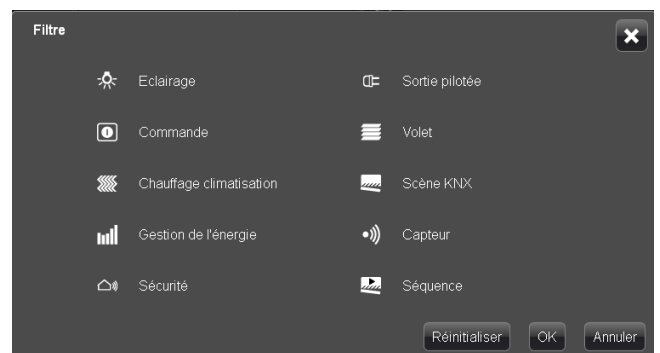 Filtre
Eclairage
Sortie pilotée
Commande
Volet
Chauffage climatisation
Scène KNX
Gestion de l'énergie
Capteur
Sécurité
Séquence
Réinitialiser
OK
Annuler